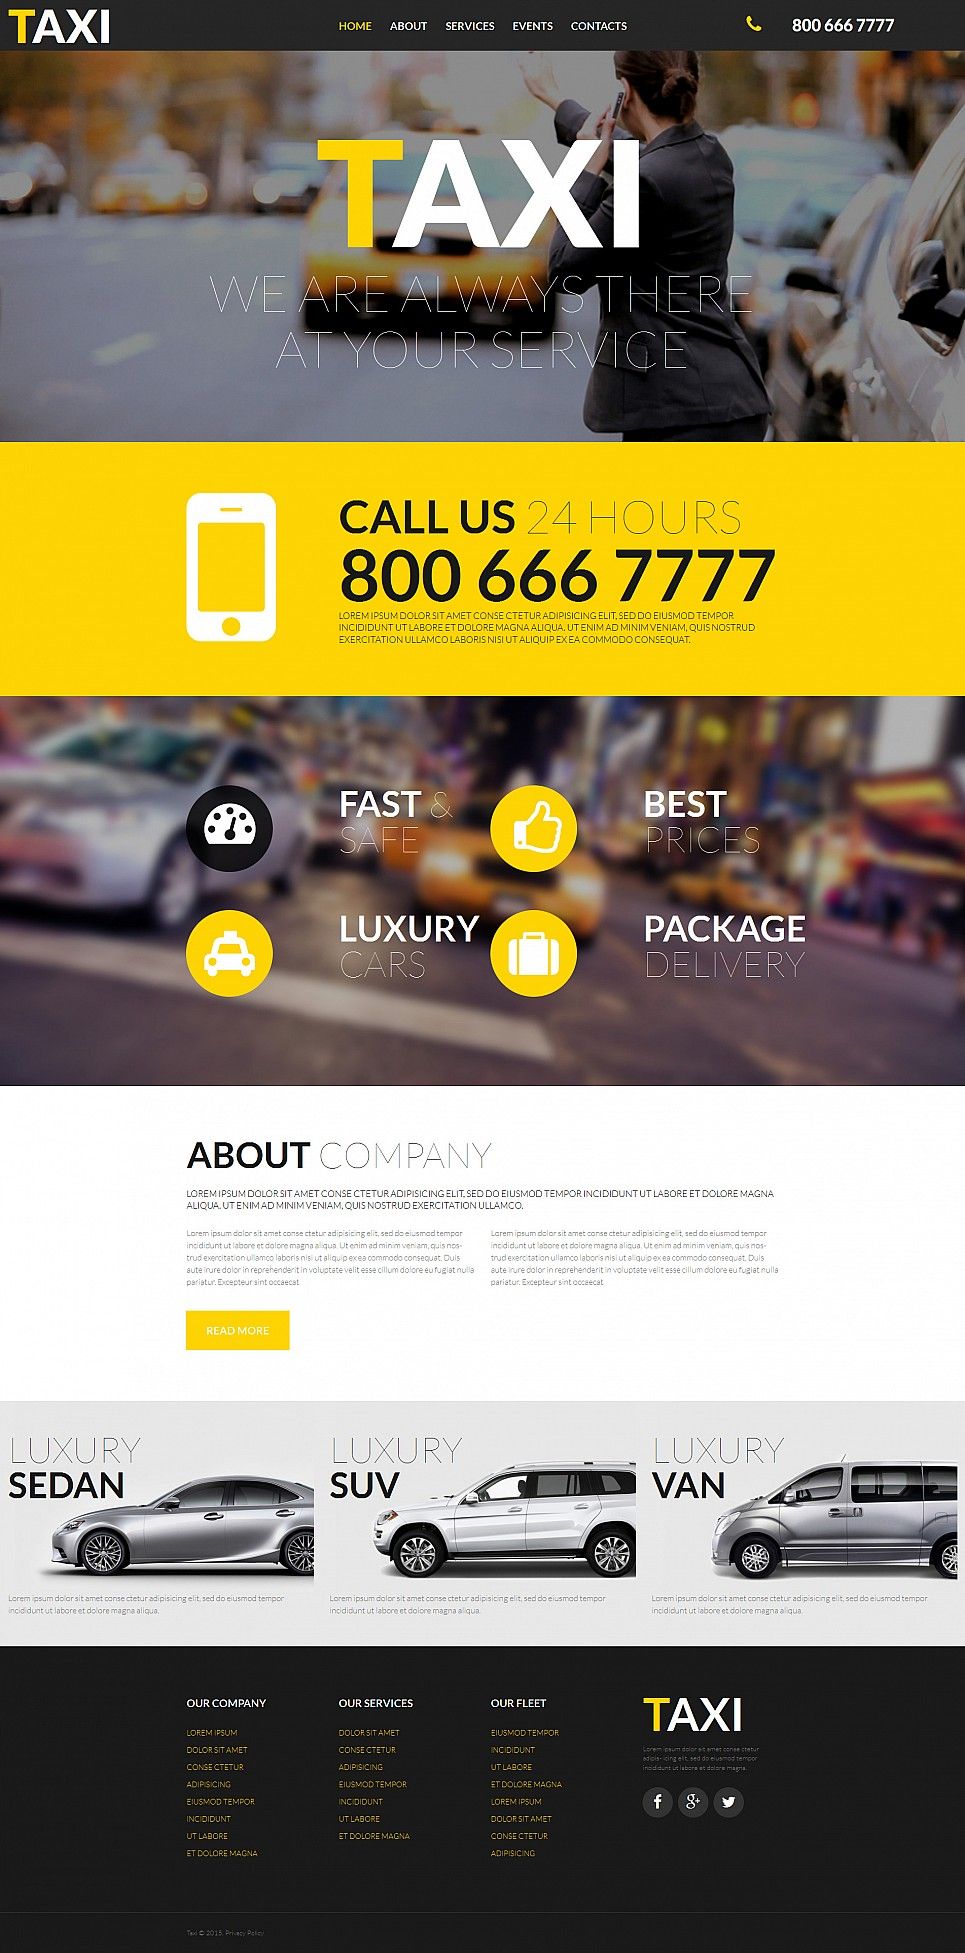 TAXI
HOME ABOUT SERVICES EVENTS CONTACTS
800 666 7777
TAXI
WE ARE ALWAYS THERE
AT YOUR SERVICE
CALL US 24 HOURS
800 666 7777
LOREM IPSUM DOLOR SIT AMET CONSE CTETUR ADIPISICING ELIT, SED DO EIUSMOD TEMPOR
INCIDIDUNT UT LABORE ET DOLORE MAGNA ALIQUA. UT ENIM AD MINIM VENIAM, QUIS NOSTRUD
EXERCITATION ULLAMCO LABORIS NISI UT ALIQUIP EX EA COMMODO CONSEQUAT.
FAST &
SAFE
BEST
PRICES
LUXURY
CARS
PACKAGE
DELIVERY
ABOUT COMPANY
LOREM IPSUM DOLOR SIT AMET CONSE CTETUR ADIPISICING ELIT, SED DO EIUSMOD TEMPOR INCIDIDUNT UT LABORE ET DOLORE MAGNA
ALIQUA. UT ENIM AD MINIM VENIAM, QUIS NOSTRUD EXERCITATION ULLAMCO.
Lorem ipsum dolor sit amet conse ctetur adipisicing elit, sed do eiusmod tempor
incididunt ut labore et dolore magna aliqua. Ut enim ad minim veniam, quis nos-
trud exercitation ullamco laboris nisi ut aliquip ex ea commodo consequat. Duis
aute irure dolor in reprehenderit in voluptate velit esse cillum dolore eu fugiat nulla
pariatur. Excepteur sint occaecat
Lorem ipsum dolor sit amet conse ctetur adipisicing elit, sed do eiusmod tempor
incididunt ut labore et dolore magna aliqua. Ut enim ad minim veniam, quis nos-
trud exercitation ullamco laboris nisi ut aliquip ex ea commodo consequat. Duis
aute irure dolor in reprehenderit in voluptate velit esse cillum dolore eu fugiat nulla
pariatur. Excepteur sint occaecat
READ MORE
LUXURY
SEDAN
Lorem ipsum dolor sit amet conse ctetur adipisicing elit, sed do eiusmod tempor
incididunt ut labore et dolore magna aliqua.
LUXURY
SUV
Lorem ipsum dolor sit amet conse ctetur adipisicing elit, sed do eiusmod tempor
incididunt ut labore et dolore magna aliqua.
LUXURY
VAN
Lorem ipsum dolor sit amet conse ctetur adipisicing elit, sed do eiusmod tempor
incididunt ut labore et dolore magna aliqua.
OUR COMPANY
LOREM IPSUM
DOLOR SIT AMET
CONSE CTETUR
ADIPISICING
EIUSMOD TEMPOR
INCIDIDUNT
UT LABORE
ET DOLORE MAGNA
OUR SERVICES
DOLOR SIT AMET
CONSE CTETUR
ADIPISICING
EIUSMOD TEMPOR
INCIDIDUNT
UT LABORE
ET DOLORE MAGNA
OUR FLEET
EIUSMOD TEMPOR
INCIDIDUNT
UT LABORE
ET DOLORE MAGNA
LOREM IPSUM
DOLOR SIT AMET
CONSE CTETUR
ADIPISICING
TAXI
Lorem ipsum dolor sit amet conse ctetur
adipis- icing elit, sed do eiusmod tempor
incididunt ut labore et dolore magna.
Taxi © 2015. Privacy Policy